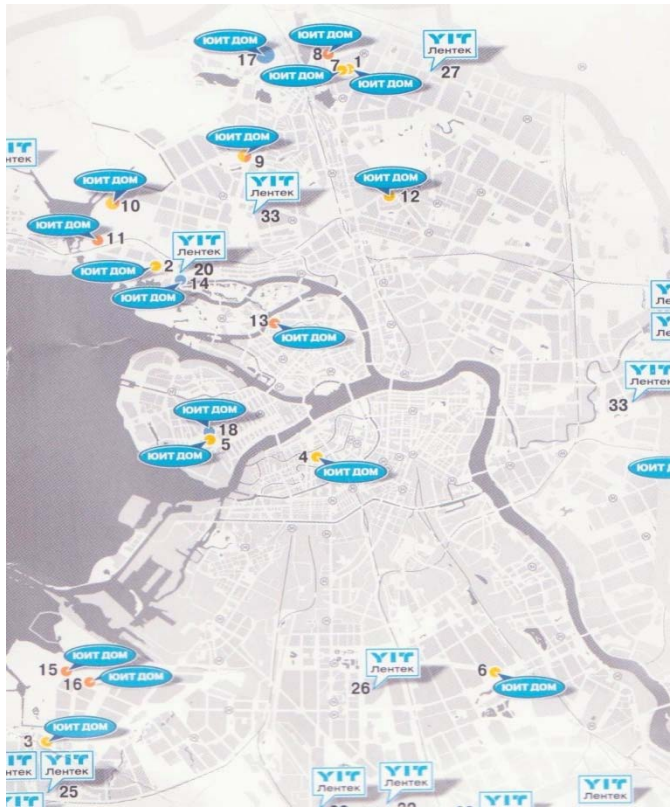 ЮИТ ДОМ
8
ЮИТ ДОМ
17
7
1
ЮИТ ДОМ
ЮИТ ДОМ
YIT
Лентек
27
ЮИТ ДОМ
9
YIT
Лентек
33
ЮИТ ДОМ
12
ЮИТ ДОМ
10
ЮИТ ДОМ
11
YIT
Лентек
20
2
ЮИТ ДОМ
14
ЮИТ ДОМ
13
ЮИТ ДОМ
YIT
Лентек
33
ЮИТ ДОМ
18
5
ЮИТ ДОМ
4
ЮИТ ДОМ
15
ЮИТ ДОМ
16
ЮИТ ДОМ
YIT
Лентек
26
6
ЮИТ ДОМ
ЮИТ ДОМ
3
YIT
Лентек
25
YIT
Лентек
YIT
Лентек
YIT
YIT
Лентек